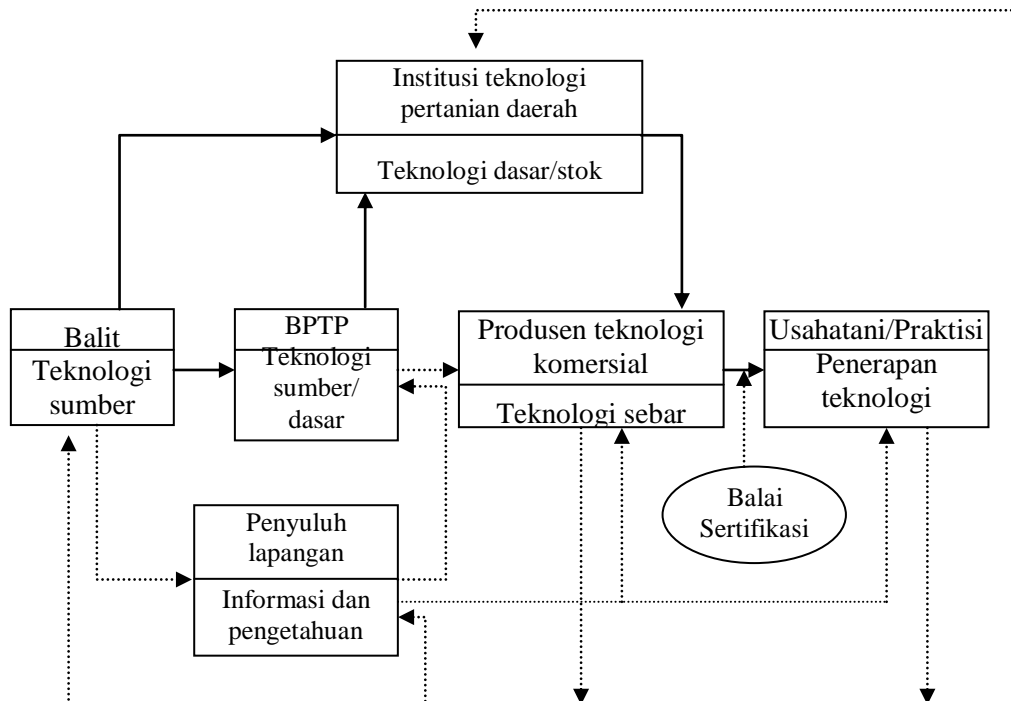 Institusi teknologi
pertanian daerah
Teknologi dasar/stok
Balit
Teknologi
sumber
BPTP
Teknologi
sumber/
dasar
Produsen teknologi
komersial
Teknologi sebar
Usahatani/Praktisi
Penerapan
teknologi
Balai
Sertifikasi
Penyuluh
lapangan
Informasi dan
pengetahuan